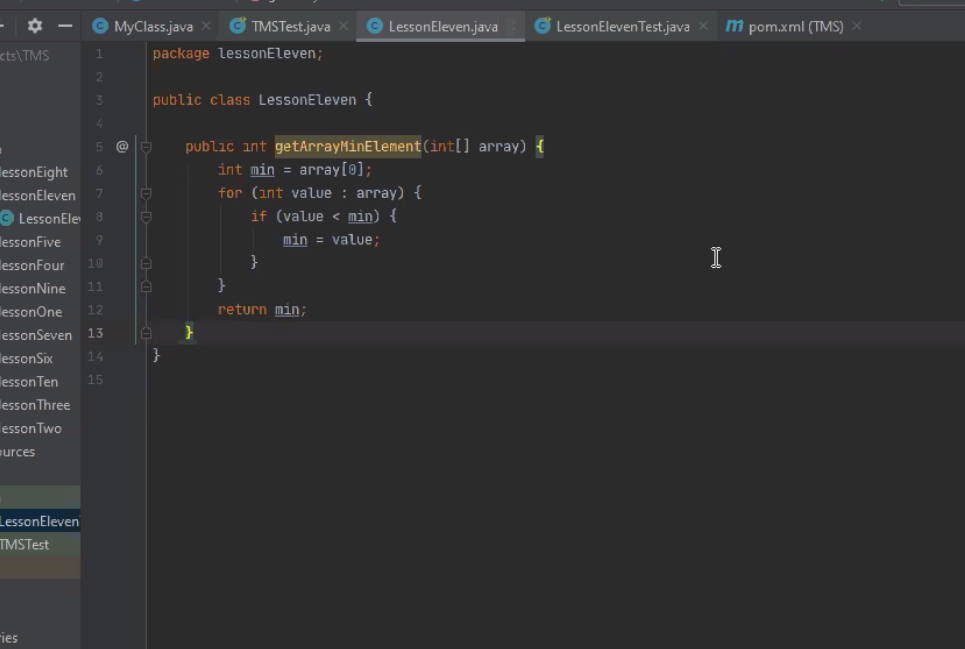 MyClass.java TMSTest.java LessonEleven.java LessonElevenTest.java pom.xml (TMS)
cts\TMS
1 package lessonEleven;
2
3 public class LessonEleven {
4
5 @ public int getArrayMinElement(int[] array) {
6 int min = array[0];
7 for (int value : array) {
8 if (value < min) {
9 min = value;
10 }
11 }
12 return min;
13 }
14 }
15
lessonEight
lessonEleven
LessonElev
lessonFive
lessonFour
lessonNine
lessonOne
lessonSeven
lessonSix
lessonTen
lessonThree
lessonTwo
ources
LessonEleven
TMSTest
ries